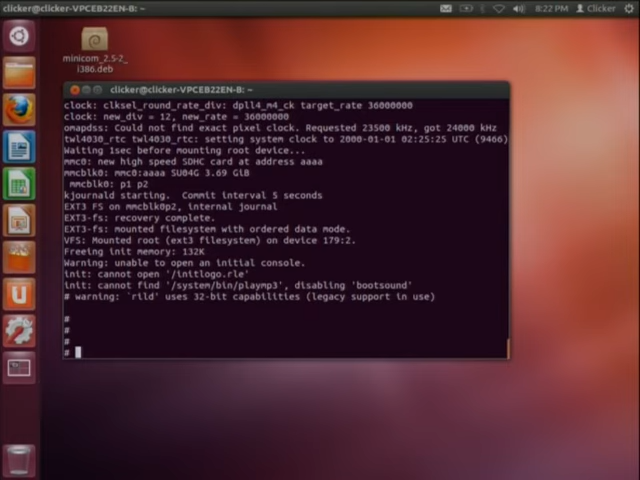 clicker@clicker-VPCEB22EN-B: ~
8:22 PM
Clicker
minicom_2.5-2_
i386.deb
clicker@clicker-VPCEB22EN-B: ~
clock: clksel_round_rate_div: dpll4_m4_ck target_rate 36000000
clock: new_div = 12, new_rate = 36000000
omapdss: Could not find exact pixel clock. Requested 23500 kHz, got 24000 kHz
twl4030_rtc twl4030_rtc: setting system clock to 2000-01-01 02:25:25 UTC (9466)
Waiting 1sec before mounting root device...
mmc0: new high speed SDHC card at address aaaa
mmcblk0: mmc0:aaaa SU04G 3.69 GiB
mmcblk0: p1 p2
kjournald starting.  Commit interval 5 seconds
EXT3 FS on mmcblk0p2, internal journal
EXT3-fs: recovery complete.
EXT3-fs: mounted filesystem with ordered data mode.
VFS: Mounted root (ext3 filesystem) on device 179:2.
Freeing init memory: 132K
Warning: unable to open an initial console.
init: cannot open '/initlogo.rle'
init: cannot find '/system/bin/playmp3', disabling 'bootsound'
# warning: `rild' uses 32-bit capabilities (legacy support in use)
#
#
#
#